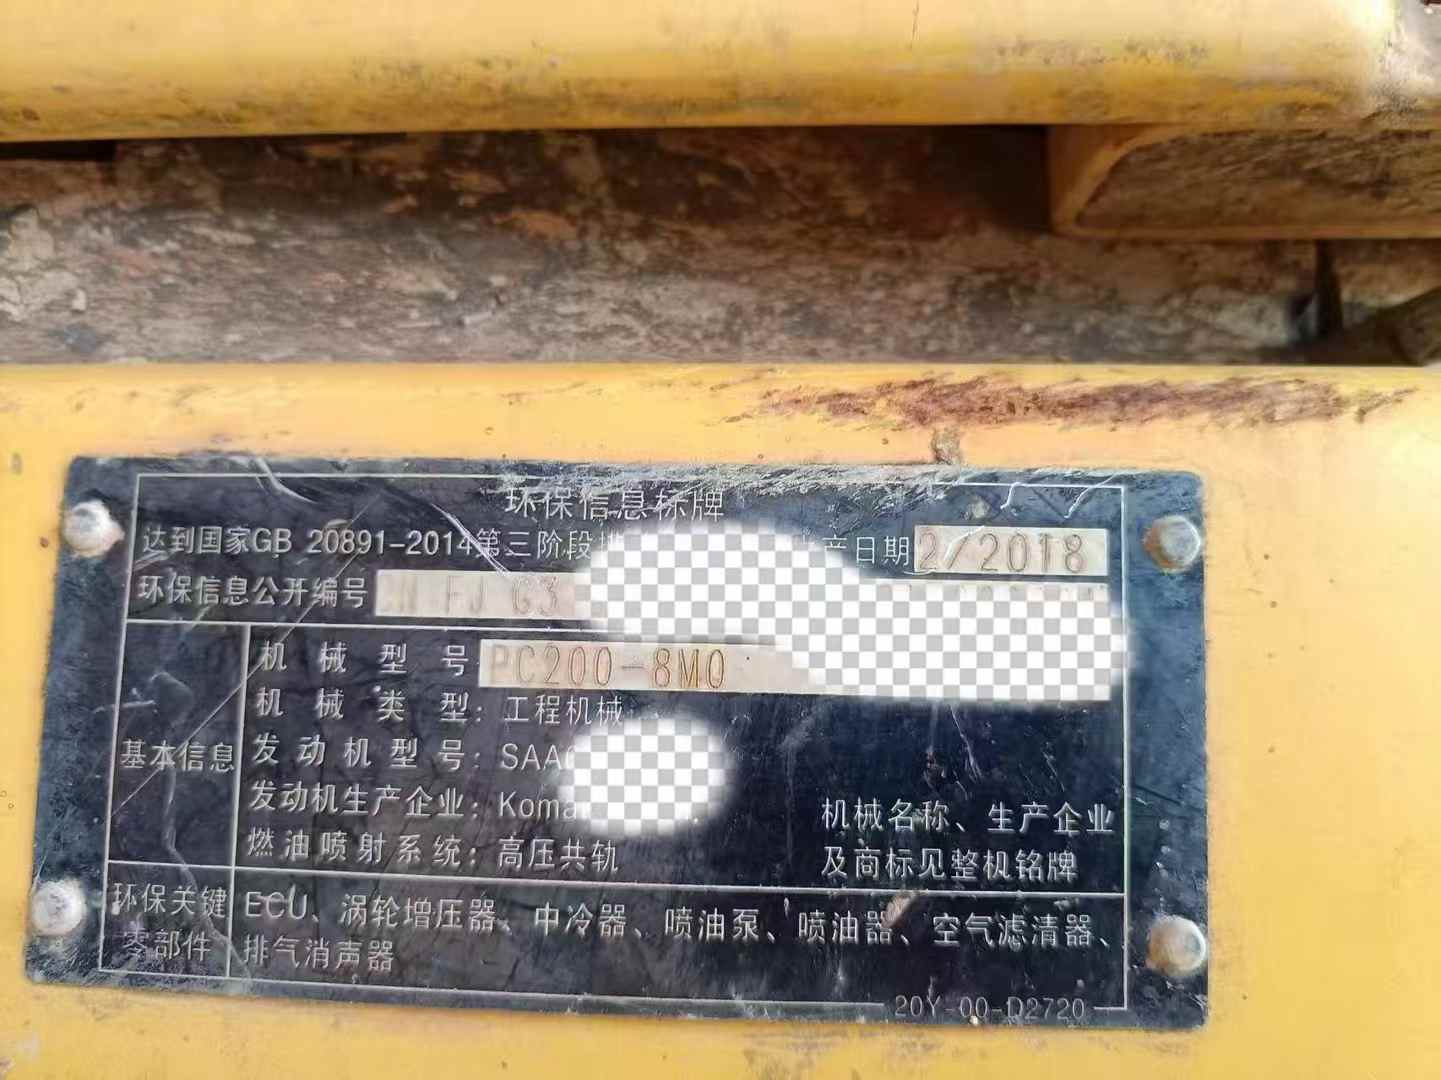 环保信息标牌
达到国家GB 20891-2014第三阶段 产日期 2/2018
环保信息公开编号 FJ G3
机械型号 PC200-8M0
机械类型：工程机械
基本信息
发动机型号：SAA
发动机生产企业：Koma
燃油喷射系统：高压共轨
机械名称、生产企业
及商标见整机铭牌
环保关键
零部件
ECU、涡轮增压器、中冷器、喷油泵、喷油器、空气滤清器、
排气消声器
20Y-00-D2720